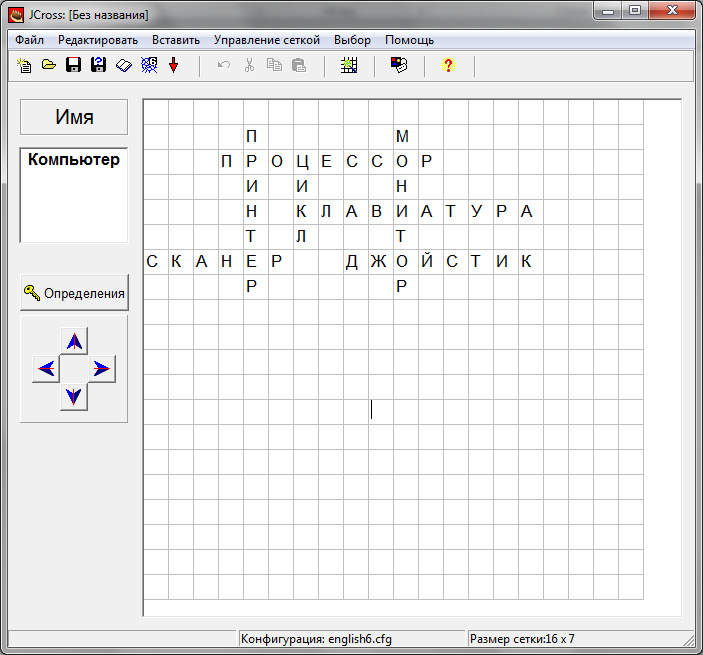 JCross: [Без названия]
Файл Редактировать Вставить Управление сеткой Выбор Помощь
Имя
Компьютер
Определения
П М
П Р О Ц Е С С О Р
И И Н
Н К Л А В И А Т У Р А
Т Л Т
С К А Н Е Р Д Ж О Й С Т И К
Р Р
Конфигурация: english6.cfg
Размер сетки:16 x 7